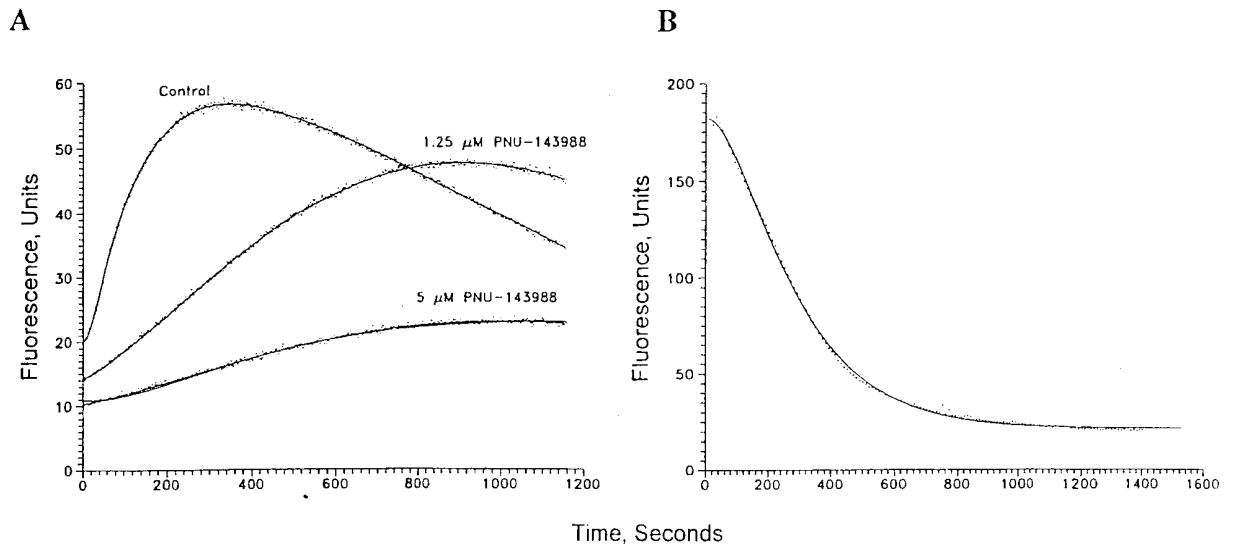 A
B
60
50
40
30
20
10
0
Fluorescence, Units
Control
1.25 μM PNU-143988
5 μM PNU-143988
0 200 400 600 800 1000 1200
200
150
100
50
0
Fluorescence, Units
0 200 400 600 800 1000 1200 1400 1600
Time, Seconds